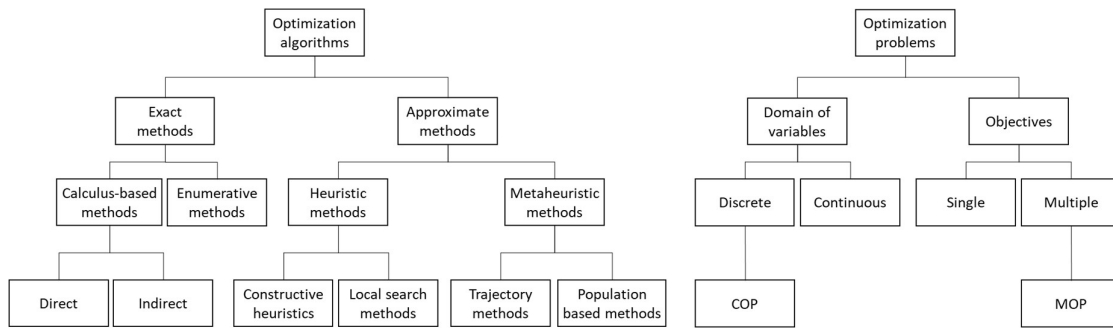 Optimization
algorithms
Optimization
problems
Exact
methods
Approximate
methods
Domain of
variables
Objectives
Calculus-based
methods
Enumerative
methods
Heuristic
methods
Metaheuristic
methods
Discrete
Continuous
Single
Multiple
Direct
Indirect
Constructive
heuristics
Local search
methods
Trajectory
methods
Population
based methods
COP
MOP